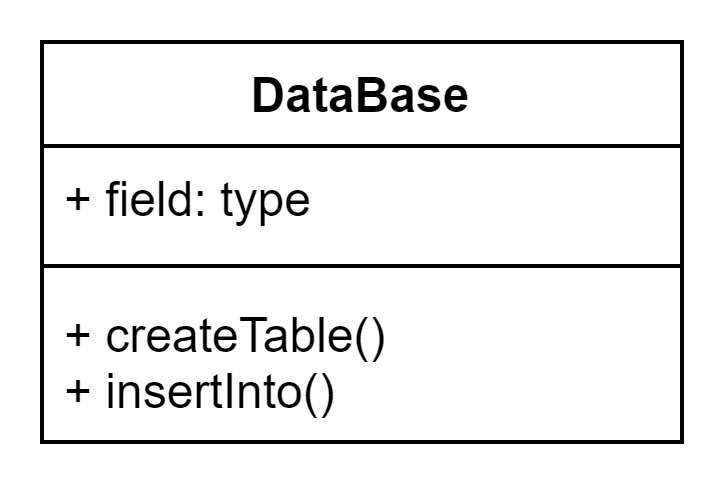 DataBase
+ field: type
+ createTable()
+ insertInto()